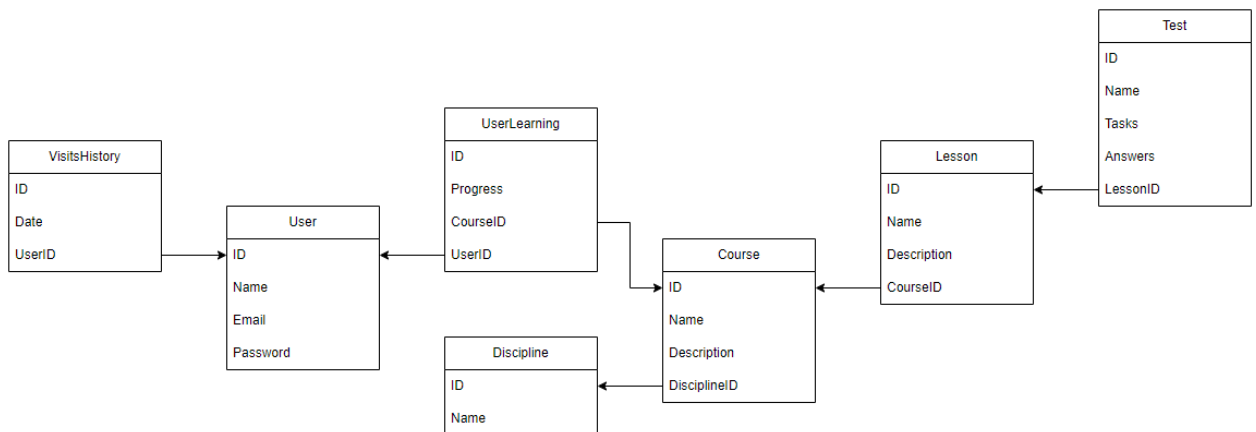 Test
ID
Name
Tasks
Answers
LessonID
UserLearning
ID
Progress
CourseID
UserID
VisitsHistory
ID
Date
UserID
Lesson
ID
Name
Description
CourseID
User
ID
Name
Email
Password
Course
ID
Name
Description
DisciplineID
Discipline
ID
Name